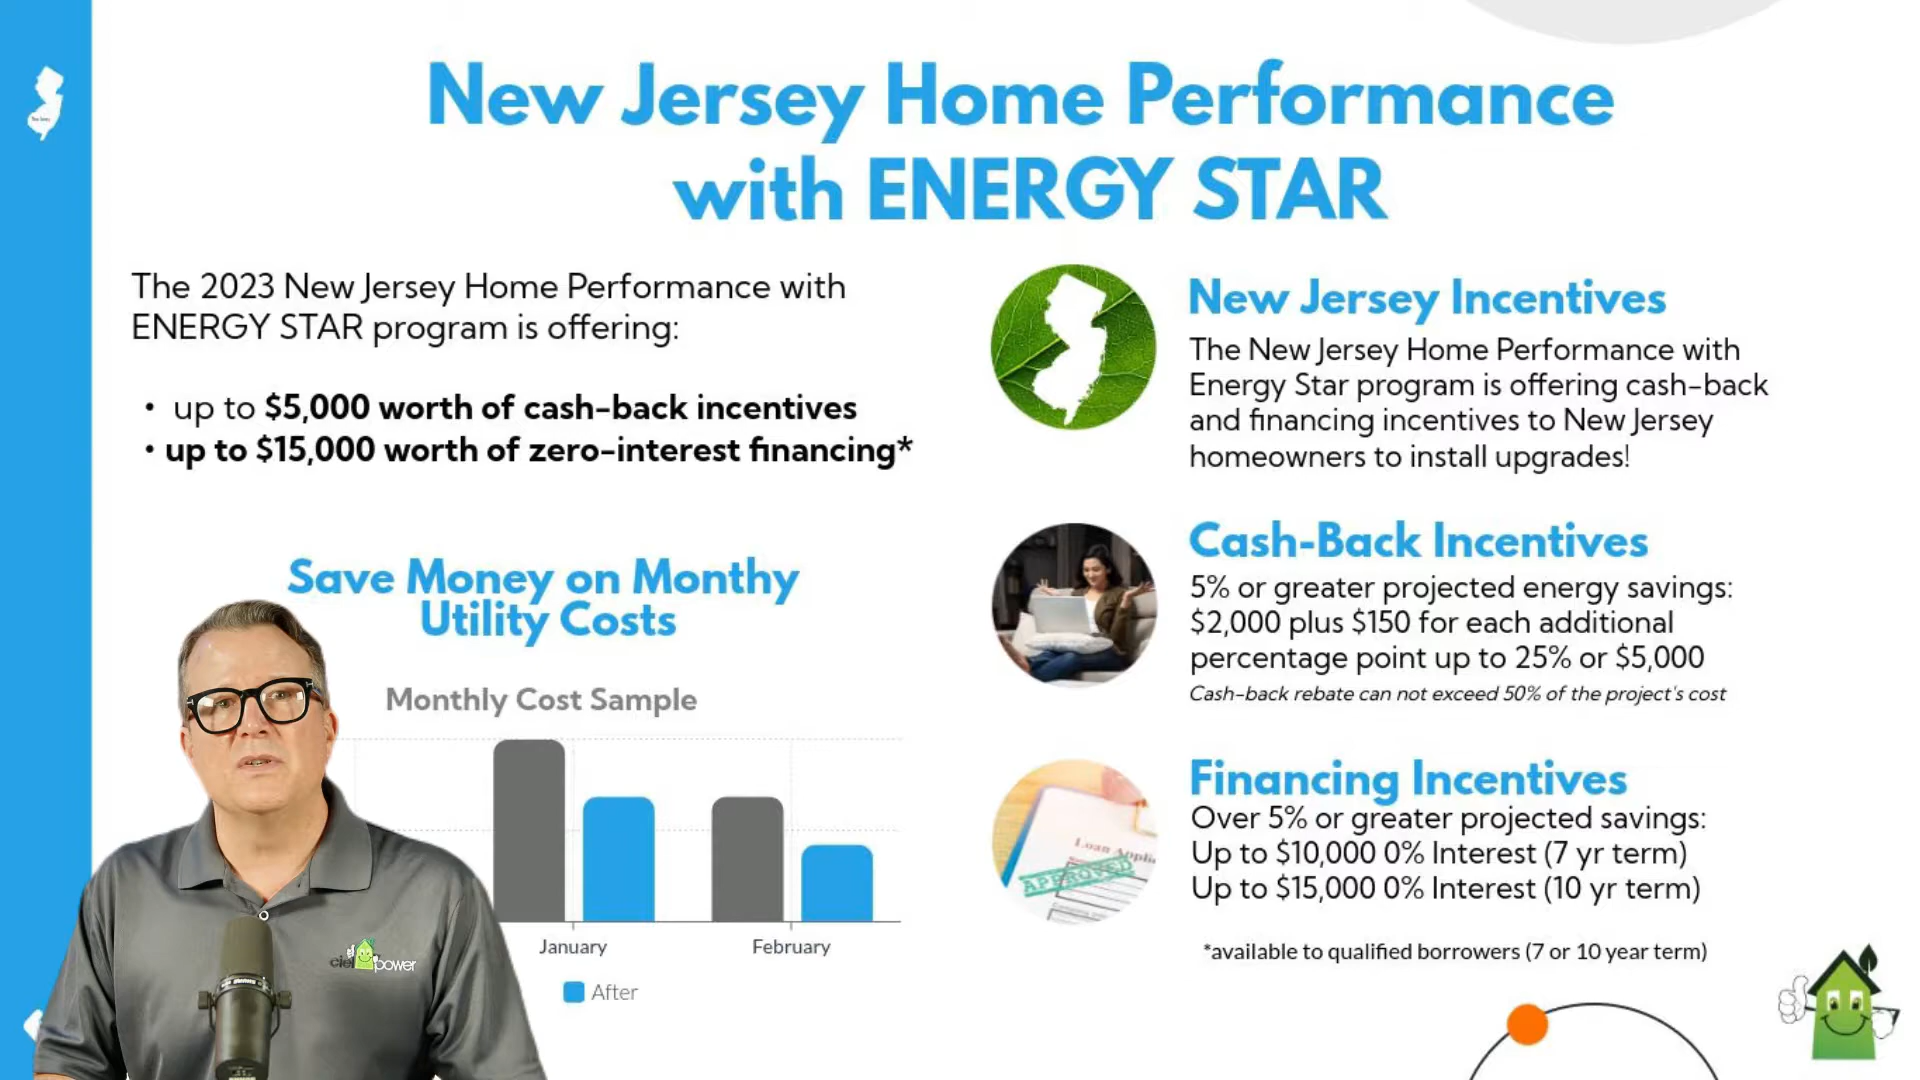 New Jersey Home Performance
with ENERGY STAR
The 2023 New Jersey Home Performance with
ENERGY STAR program is offering:
• up to $5,000 worth of cash-back incentives
• up to $15,000 worth of zero-interest financing*
Save Money on Monthy
Utility Costs
Monthly Cost Sample
January
February
After
ciel power
New Jersey Incentives
The New Jersey Home Performance with
Energy Star program is offering cash-back
and financing incentives to New Jersey
homeowners to install upgrades!
Cash-Back Incentives
5% or greater projected energy savings:
$2,000 plus $150 for each additional
percentage point up to 25% or $5,000
Cash-back rebate can not exceed 50% of the project's cost
Financing Incentives
Over 5% or greater projected savings:
Up to $10,000 0% Interest (7 yr term)
Up to $15,000 0% Interest (10 yr term)
Loan Appli
APPROVED
*available to qualified borrowers (7 or 10 year term)